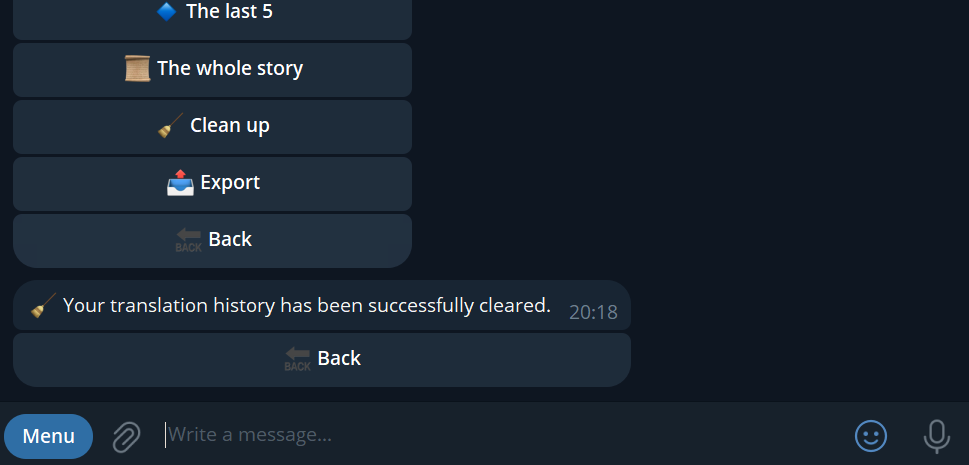 The last 5
The whole story
Clean up
Export
BACK Back
Your translation history has been successfully cleared. 20:18
BACK Back
Menu Write a message...